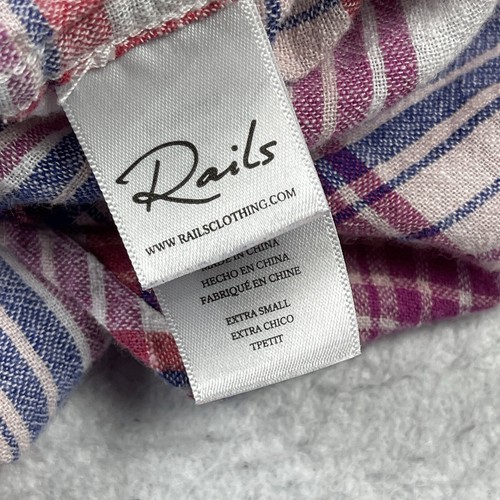 Rails
WWW.RAILSCLOTHING.COM
MADE IN CHINA
HECHO EN CHINA
FABRIQUÉ EN CHINE
EXTRA SMALL
EXTRA CHICO
TPETIT